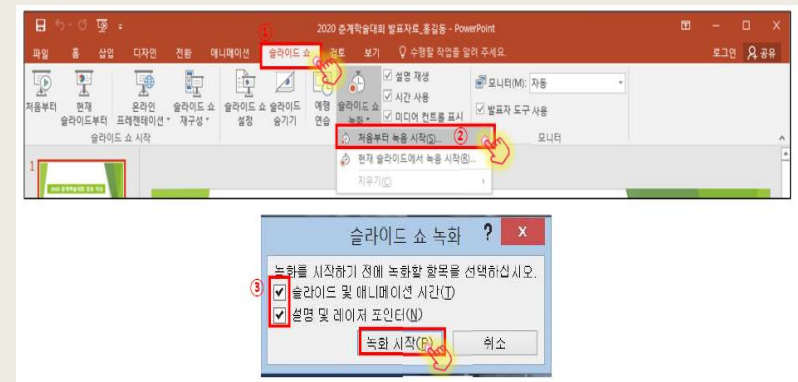 ①
2020 춘계학술대회 발표자료_홍길동 - PowerPoint
파일 홈 삽입 디자인 전환 애니메이션 슬라이드 쇼 검토 보기 수행할 작업을 알려 주세요. 로그인 공유
처음부터 현재 슬라이드부터 온라인 프레젠테이션 슬라이드 쇼 재구성 슬라이드 쇼 설정 슬라이드 숨기기 예행 연습 슬라이드 쇼 녹화
설명 재생
시간 사용
미디어 컨트롤 표시
모니터(M): 자동
발표자 도구 사용
슬라이드 쇼 시작
모니터
처음부터 녹음 시작(S)... ②
현재 슬라이드에서 녹음 시작(R)...
지우기(C)
1
슬라이드 쇼 녹화 ? x
녹화를 시작하기 전에 녹화할 항목을 선택하십시오.
③ 슬라이드 및 애니메이션 시간(T)
설명 및 레이저 포인터(N)
녹화 시작(R) 취소